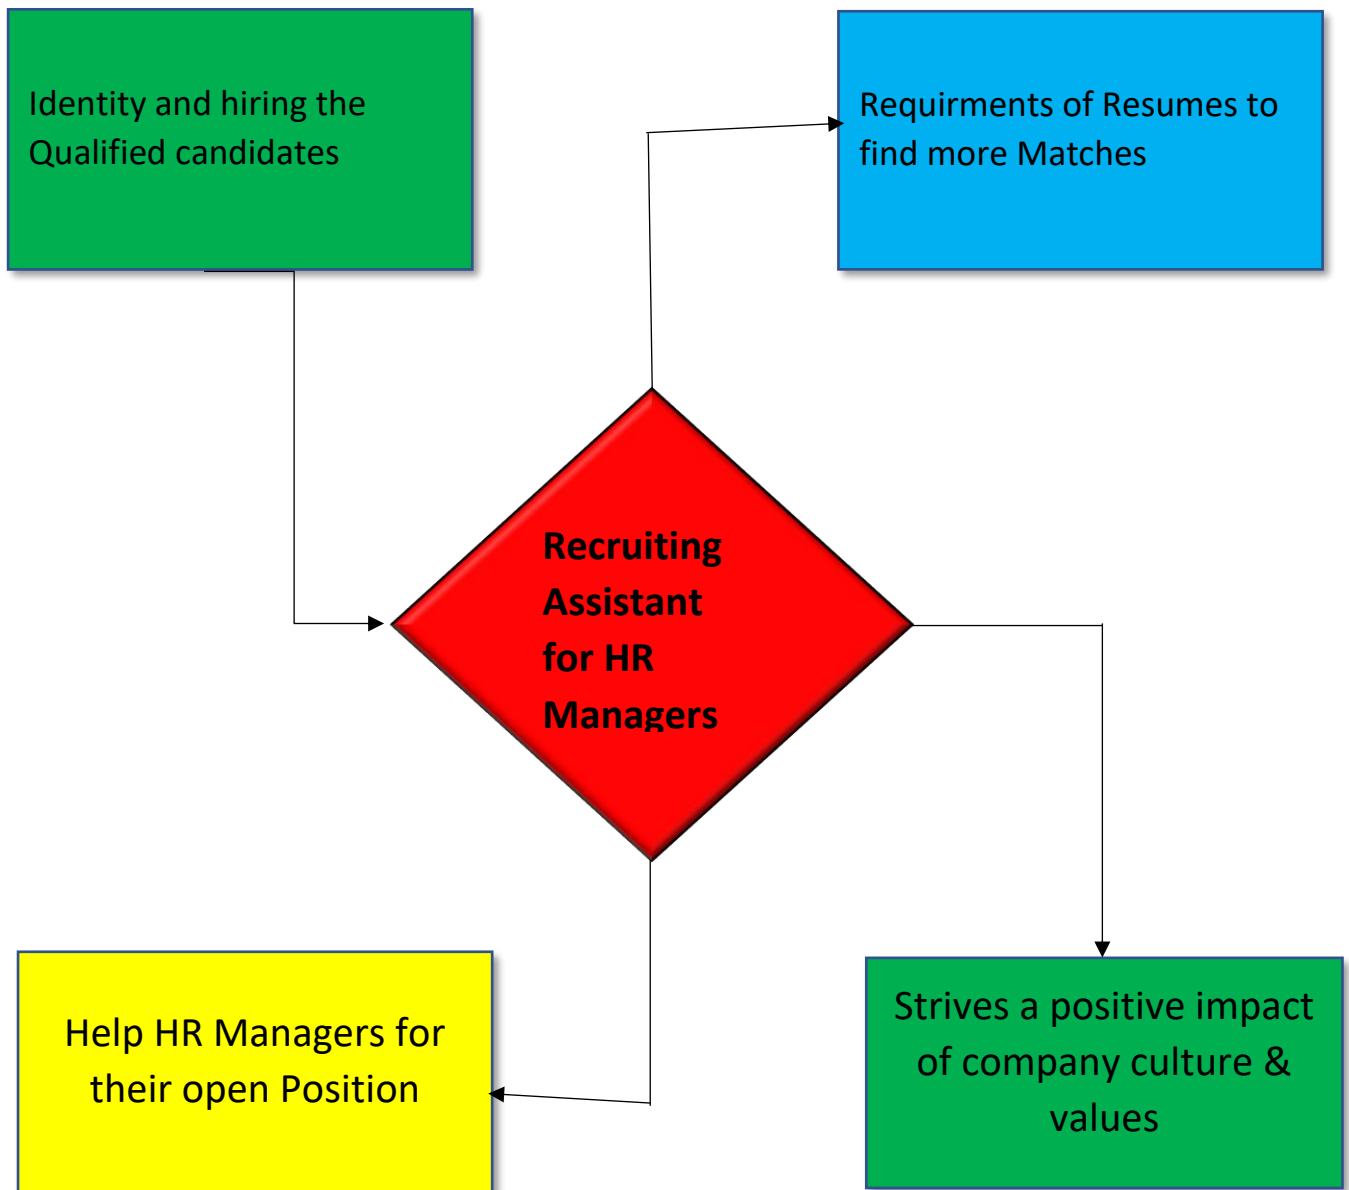 Identity and hiring the
Qualified candidates
Requirments of Resumes to
find more Matches
Recruiting
Assistant
for HR
Managers
Help HR Managers for
their open Position
Strives a positive impact
of company culture &
values